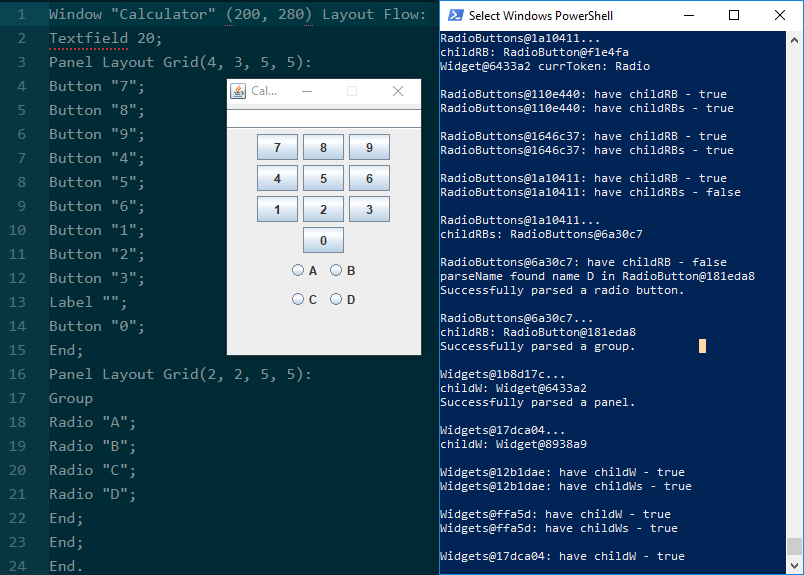 1 Window "Calculator" (200, 280) Layout Flow:
2 Textfield 20;
3 Panel Layout Grid(4, 3, 5, 5):
4 Button "7";
5 Button "8";
6 Button "9";
7 Button "4";
8 Button "5";
9 Button "6";
10 Button "1";
11 Button "2";
12 Button "3";
13 Label "";
14 Button "0";
15 End;
16 Panel Layout Grid(2, 2, 5, 5):
17 Group
18 Radio "A";
19 Radio "B";
20 Radio "C";
21 Radio "D";
22 End;
23 End;
24 End.
Cal...
7 8 9
4 5 6
1 2 3
0
A B
C D
Select Windows PowerShell
RadioButtons@1a10411...
childRB: RadioButton@f1e4fa
Widget@6433a2 currToken: Radio
RadioButtons@110e440: have childRB - true
RadioButtons@110e440: have childRBs - true
RadioButtons@1646c37: have childRB - true
RadioButtons@1646c37: have childRBs - true
RadioButtons@1a10411: have childRB - true
RadioButtons@1a10411: have childRBs - false
RadioButtons@1a10411...
childRBs: RadioButtons@6a30c7
RadioButtons@6a30c7: have childRB - false
parseName found name D in RadioButton@181eda8
Successfully parsed a radio button.
RadioButtons@6a30c7...
childRB: RadioButton@181eda8
Successfully parsed a group.
Widgets@1b8d17c...
childW: Widget@6433a2
Successfully parsed a panel.
Widgets@17dca04...
childW: Widget@8938a9
Widgets@12b1dae: have childW - true
Widgets@12b1dae: have childWs - true
Widgets@ffa5d: have childW - true
Widgets@ffa5d: have childWs - true
Widgets@17dca04: have childW - true